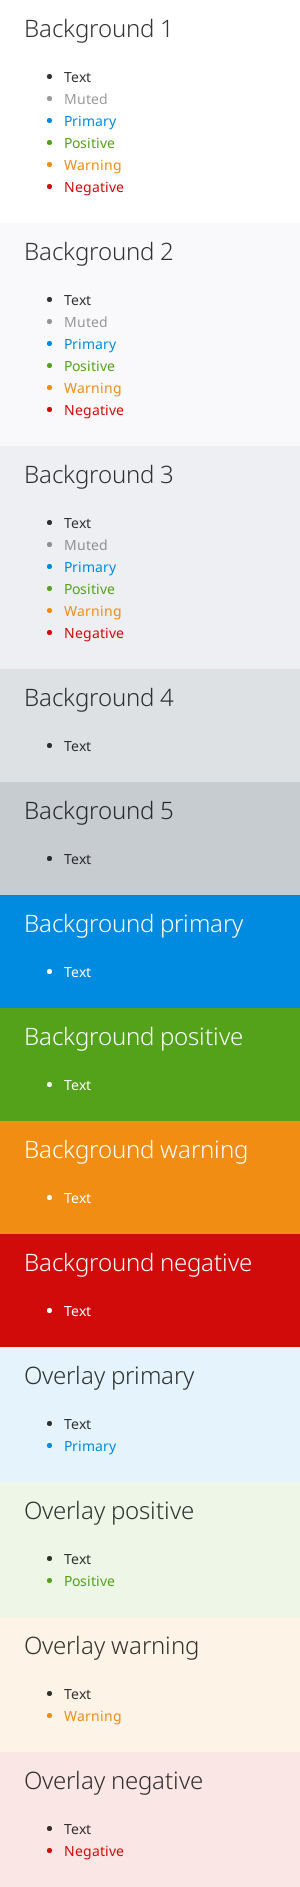 Background 1
Text
Muted
Primary
Positive
Warning
Negative
Background 2
Text
Muted
Primary
Positive
Warning
Negative
Background 3
Text
Muted
Primary
Positive
Warning
Negative
Background 4
Text
Background 5
Text
Background primary
Text
Background positive
Text
Background warning
Text
Background negative
Text
Overlay primary
Text
Primary
Overlay positive
Text
Positive
Overlay warning
Text
Warning
Overlay negative
Text
Negative